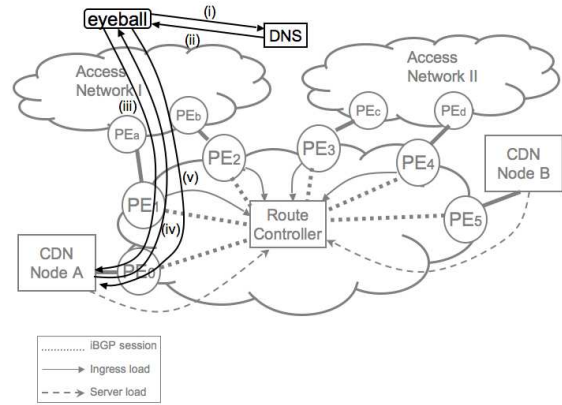 eyeball
(i)
(ii)
DNS
Access
Network I
Access
Network II
(iii)
PEa
PEb
PEc
PEd
PE2
PE3
PE4
CDN
Node B
(v)
PE1
Route
Controller
PE5
(iv)
CDN
Node A
PE0
iBGP session
Ingress load
Server load